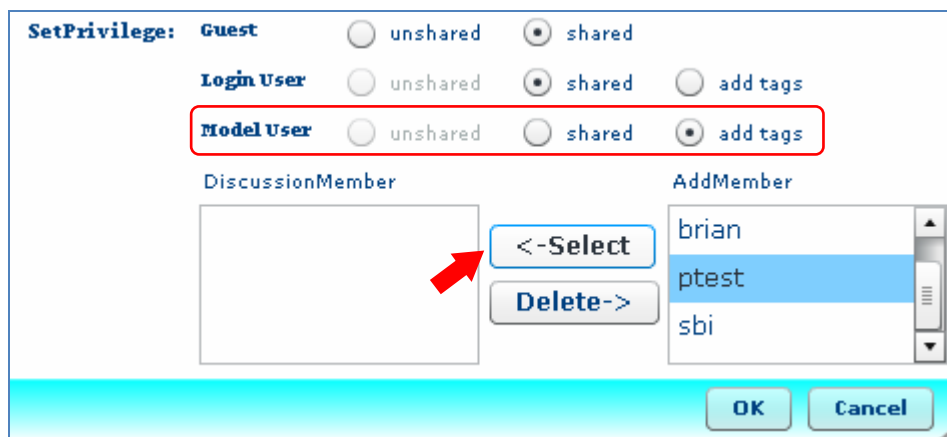 SetPrivilege: Guest unshared shared
Login User unshared shared add tags
Model User unshared shared add tags
DiscussionMember AddMember
<-Select
Delete->
brian
ptest
sbi
OK Cancel